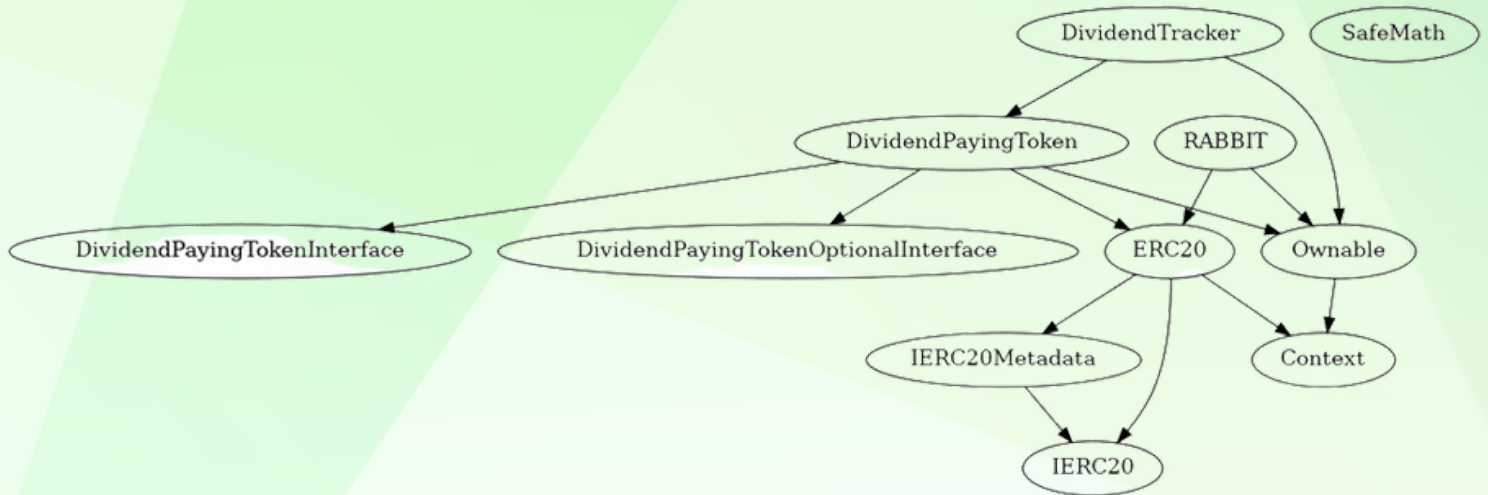 DividendTracker SafeMath
DividendPayingToken RABBIT
DividendPayingTokenInterface DividendPayingTokenOptionalInterface ERC20 Ownable
IERC20Metadata Context
IERC20